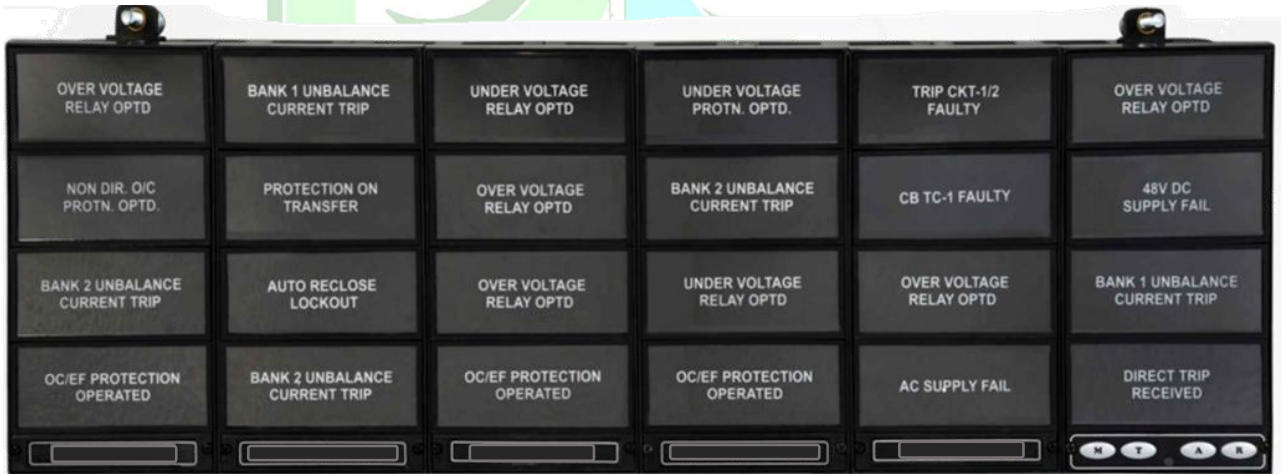 OVER VOLTAGE
RELAY OPTD
BANK 1 UNBALANCE
CURRENT TRIP
UNDER VOLTAGE
RELAY OPTD
UNDER VOLTAGE
PROTN. OPTD.
TRIP CKT-1/2
FAULTY
OVER VOLTAGE
RELAY OPTD
NON DIR. O/C
PROTN. OPTD.
PROTECTION ON
TRANSFER
OVER VOLTAGE
RELAY OPTD
BANK 2 UNBALANCE
CURRENT TRIP
CB TC-1 FAULTY
48V DC
SUPPLY FAIL
BANK 2 UNBALANCE
CURRENT TRIP
AUTO RECLOSE
LOCKOUT
OVER VOLTAGE
RELAY OPTD
UNDER VOLTAGE
RELAY OPTD
OVER VOLTAGE
RELAY OPTD
BANK 1 UNBALANCE
CURRENT TRIP
OC/EF PROTECTION
OPERATED
BANK 2 UNBALANCE
CURRENT TRIP
OC/EF PROTECTION
OPERATED
OC/EF PROTECTION
OPERATED
AC SUPPLY FAIL
DIRECT TRIP
RECEIVED
M T A R